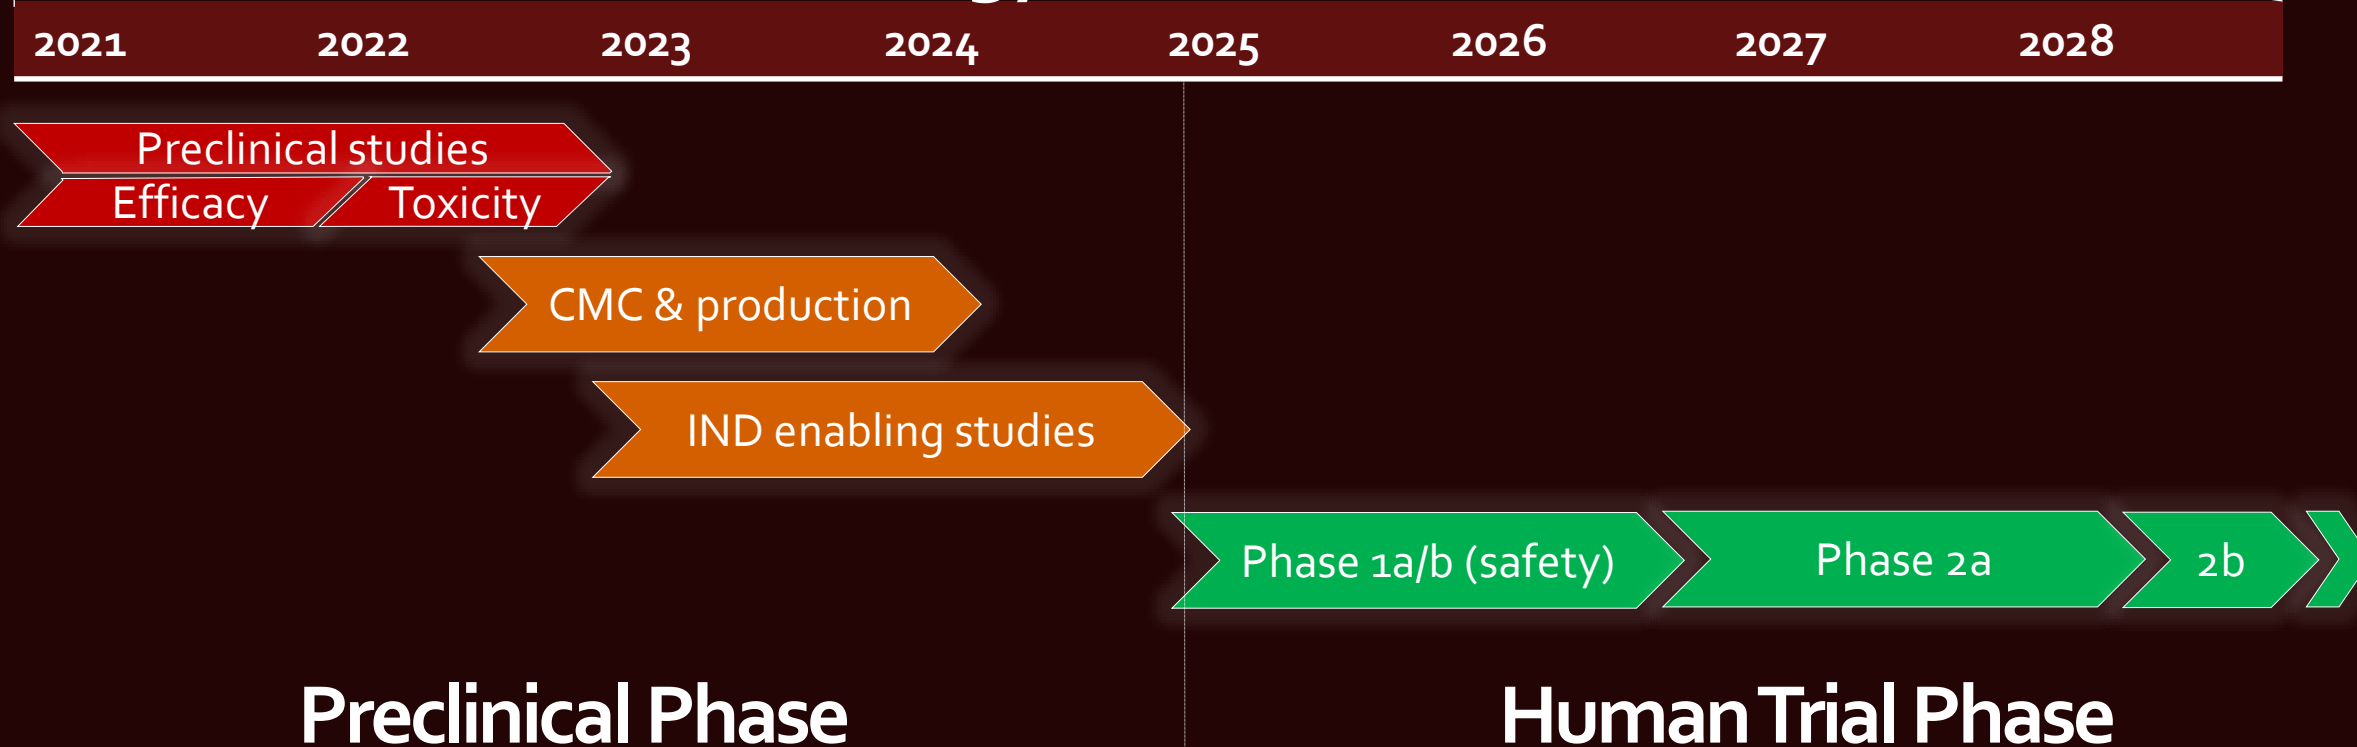 2021 2022 2023 2024 2025 2026 2027 2028
Preclinical studies
Efficacy Toxicity
CMC & production
IND enabling studies
Phase 1a/b (safety) Phase 2a 2b
Preclinical Phase Human Trial Phase